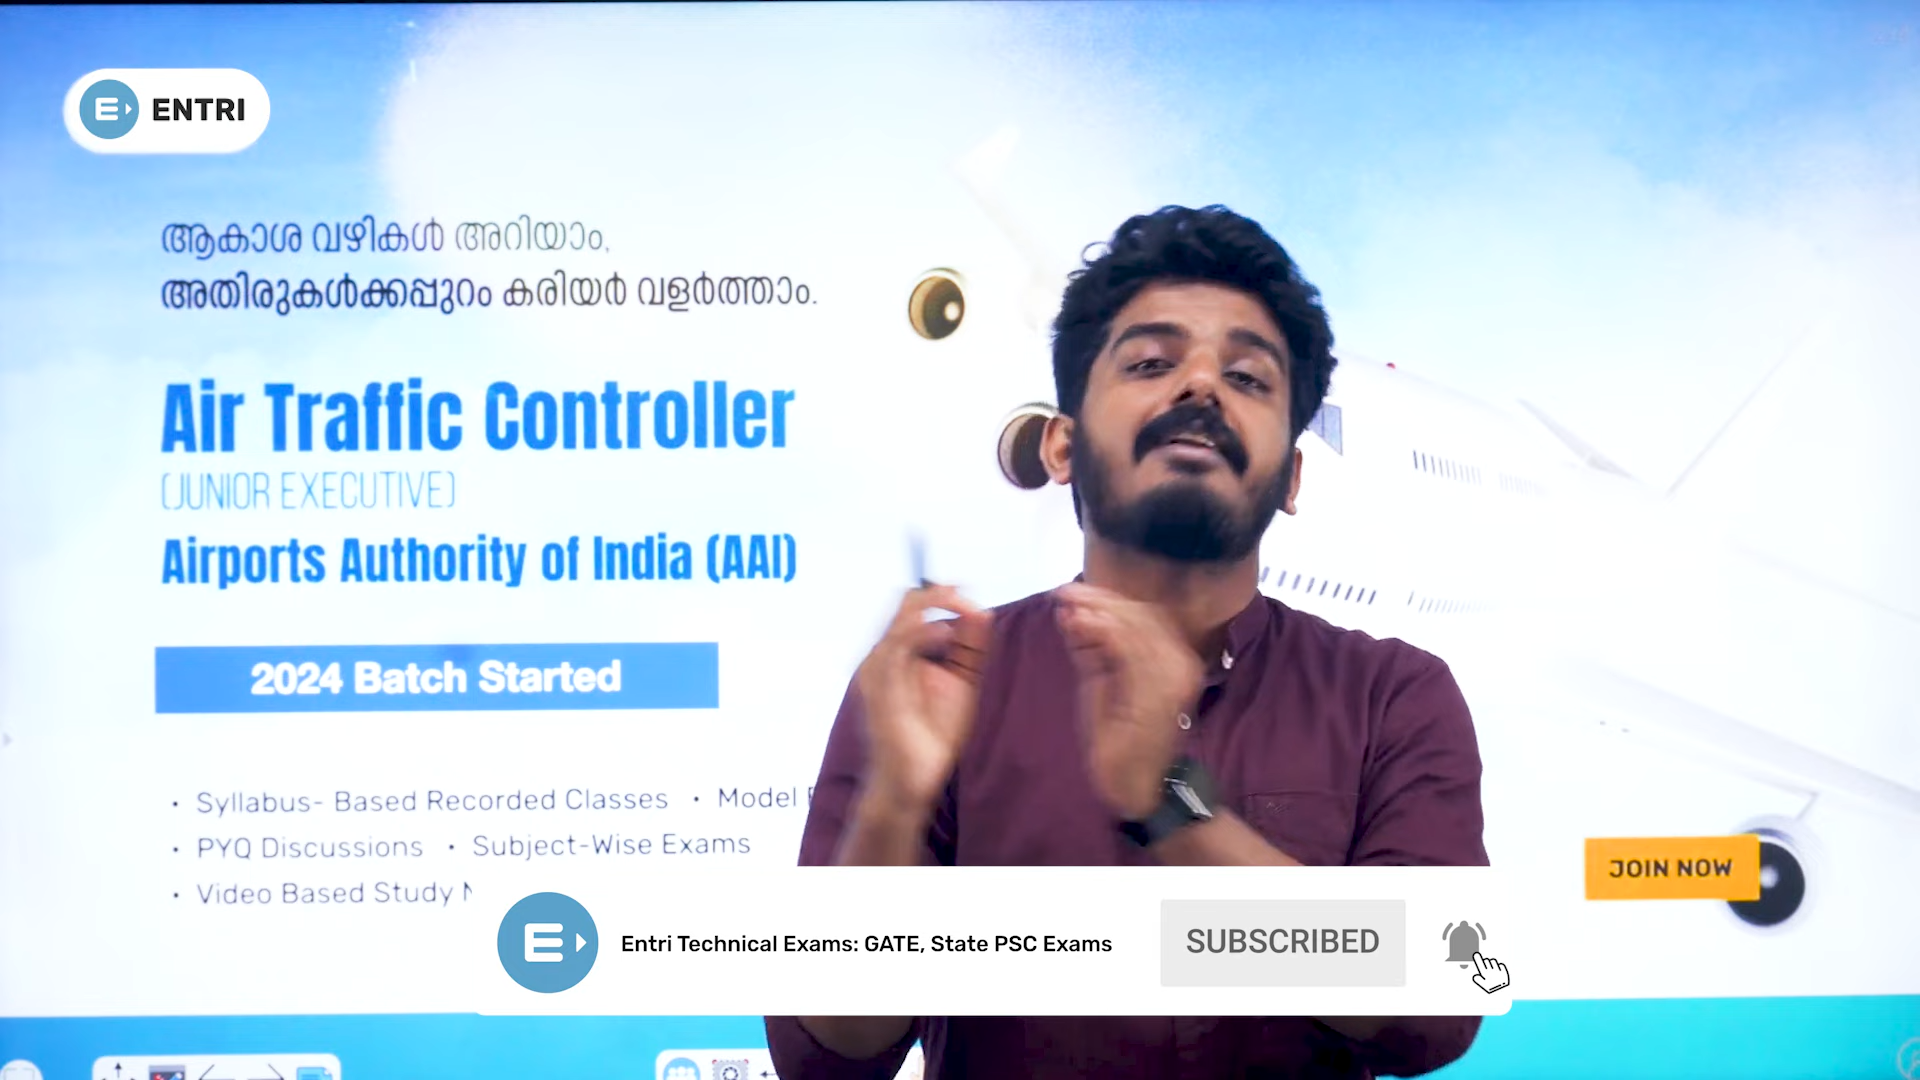 ENTRI
ആകാശ വഴികൾ അറിയാം,
അതിരുകൾക്കപ്പുറം കരിയർ വളർത്താം.
Air Traffic Controller
(JUNIOR EXECUTIVE)
Airports Authority of India (AAI)
2024 Batch Started
• Syllabus- Based Recorded Classes • Model
• PYQ Discussions • Subject-Wise Exams
• Video Based Study
JOIN NOW
Entri Technical Exams: GATE, State PSC Exams
SUBSCRIBED